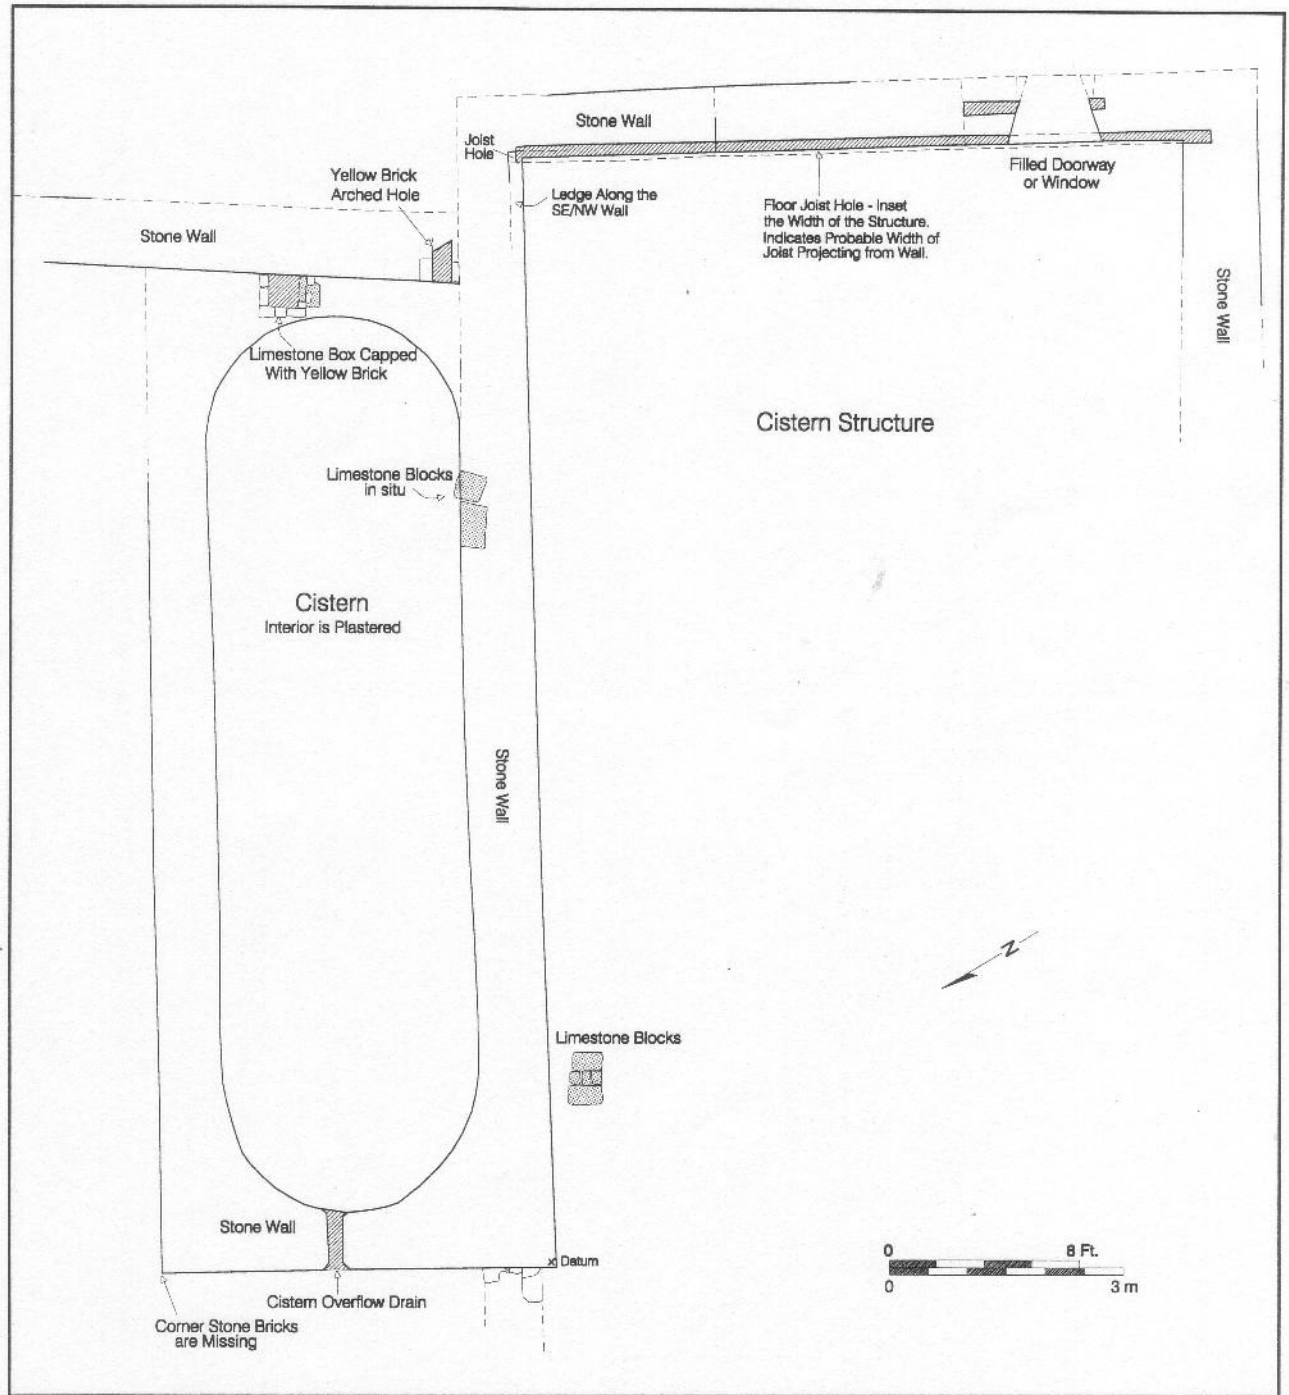 Stone Wall
Joist
Hole
Yellow Brick
Arched Hole
Filled Doorway
or Window
Ledge Along the
SE/NW Wall
Floor Joist Hole - Inset
the Width of the Structure.
Indicates Probable Width of
Joist Projecting from Wall.
Stone Wall
Stone Wall
Limestone Box Capped
With Yellow Brick
Cistern Structure
Limestone Blocks
in situ
Cistern
Interior is Plastered
Stone Wall
N
Limestone Blocks
Stone Wall
Datum
0 8 Ft.
0 3 m
Cistern Overflow Drain
Corner Stone Bricks
are Missing